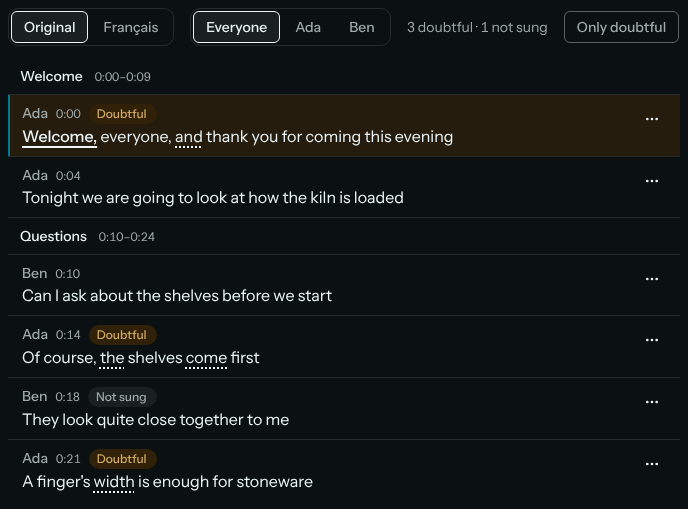 Original Français Everyone Ada Ben 3 doubtful · 1 not sung Only doubtful
Welcome 0:00–0:09
Ada 0:00 Doubtful ...
Welcome, everyone, and thank you for coming this evening
Ada 0:04 ...
Tonight we are going to look at how the kiln is loaded
Questions 0:10–0:24
Ben 0:10 ...
Can I ask about the shelves before we start
Ada 0:14 Doubtful ...
Of course, the shelves come first
Ben 0:18 Not sung ...
They look quite close together to me
Ada 0:21 Doubtful ...
A finger's width is enough for stoneware